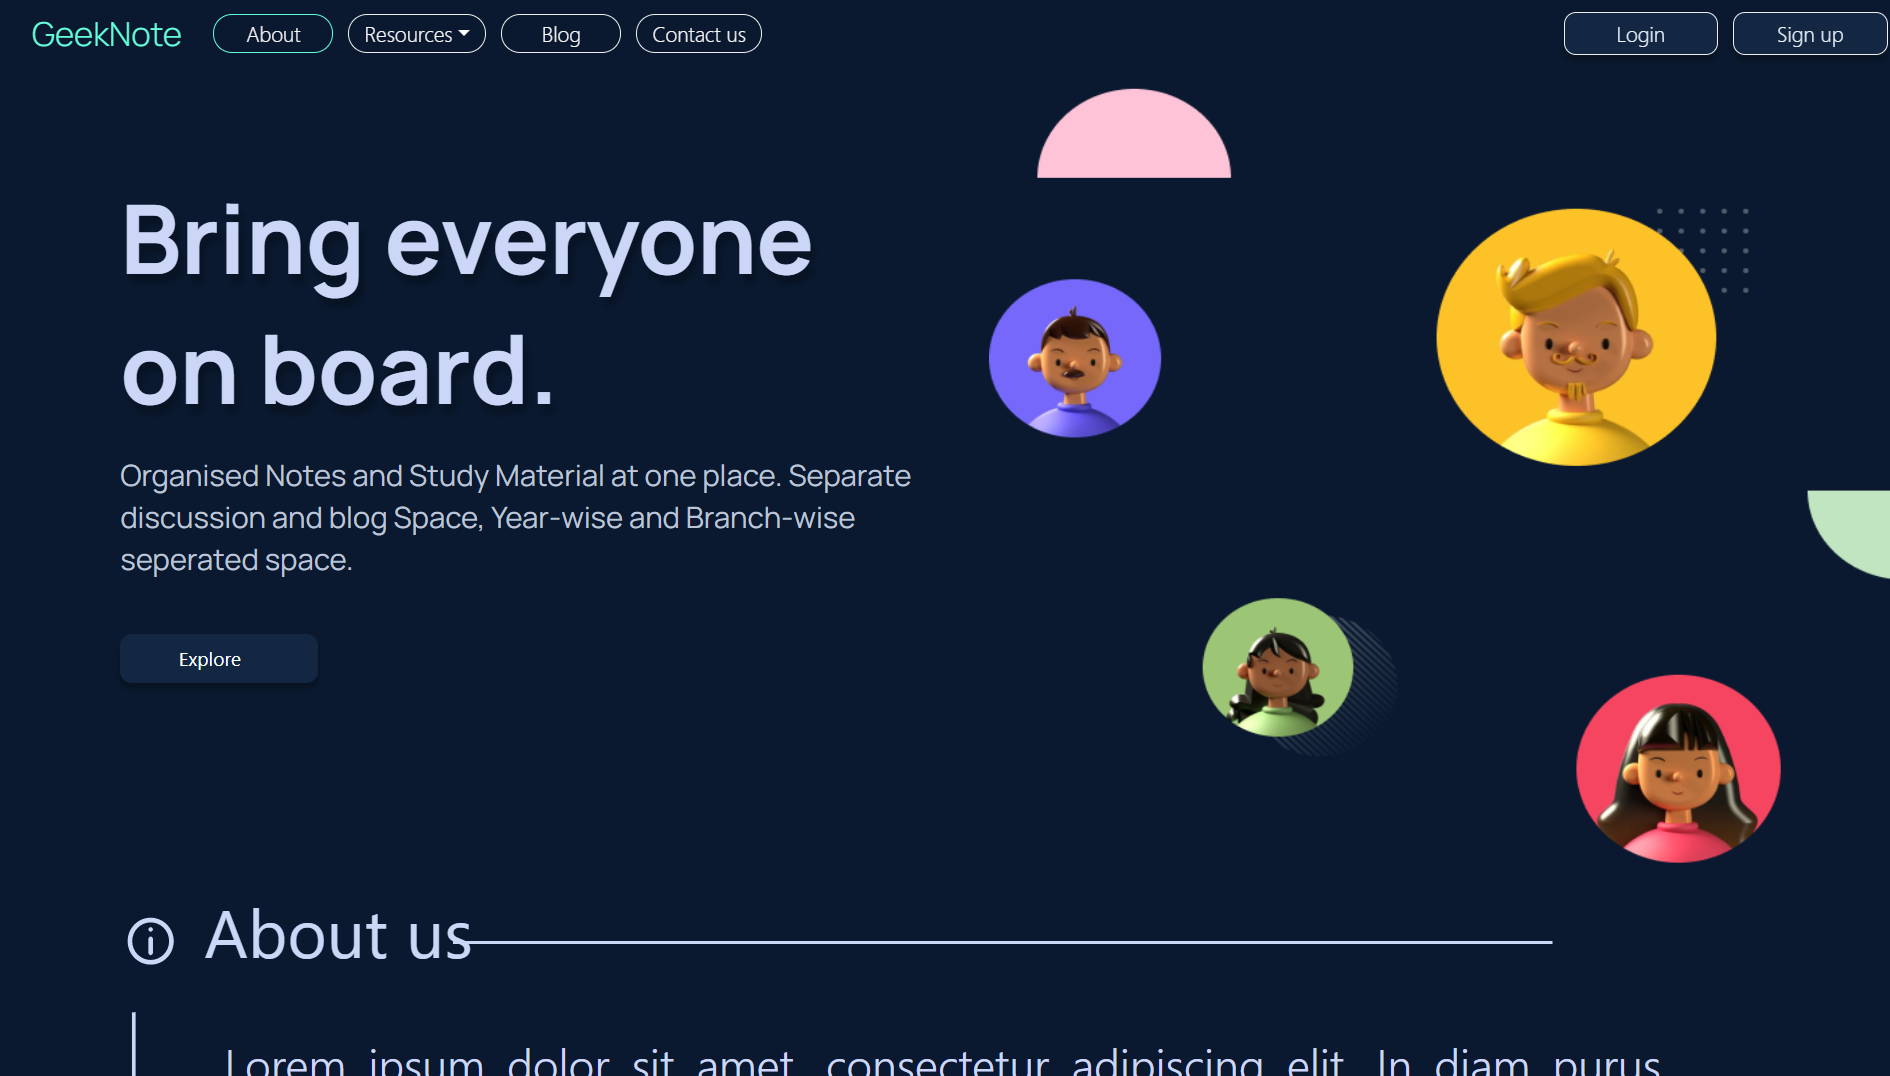 GeekNote About Resources Blog Contact us Login Sign up
Bring everyone
on board.
Organised Notes and Study Material at one place. Separate
discussion and blog Space, Year-wise and Branch-wise
seperated space.
Explore
About us
Lorem ipsum dolor sit amet, consectetur adipiscing elit. In diam purus